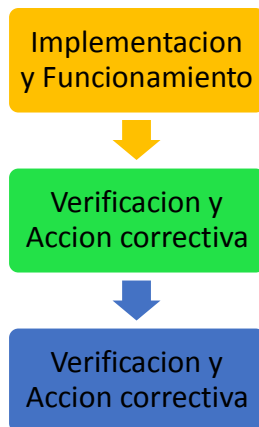 Implementacion
y Funcionamiento
Verificacion y
Accion correctiva
Verificacion y
Accion correctiva